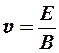 v = E/B